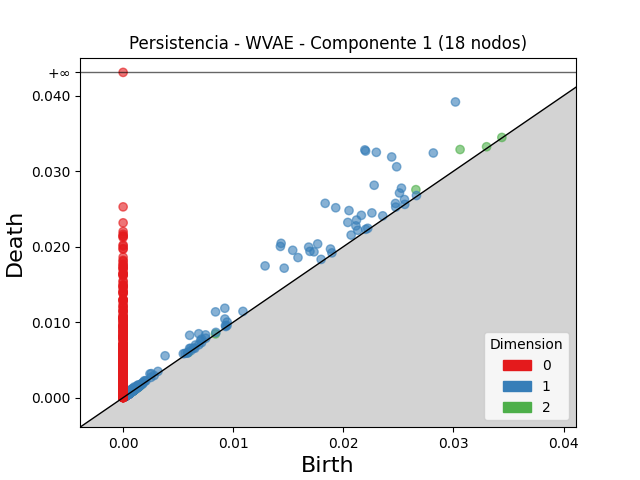 Persistencia - WVAE - Componente 1 (18 nodos)
+∞
0.040
0.030
0.020
0.010
0.000
Death
Dimension
0
1
2
0.00 0.01 0.02 0.03 0.04
Birth